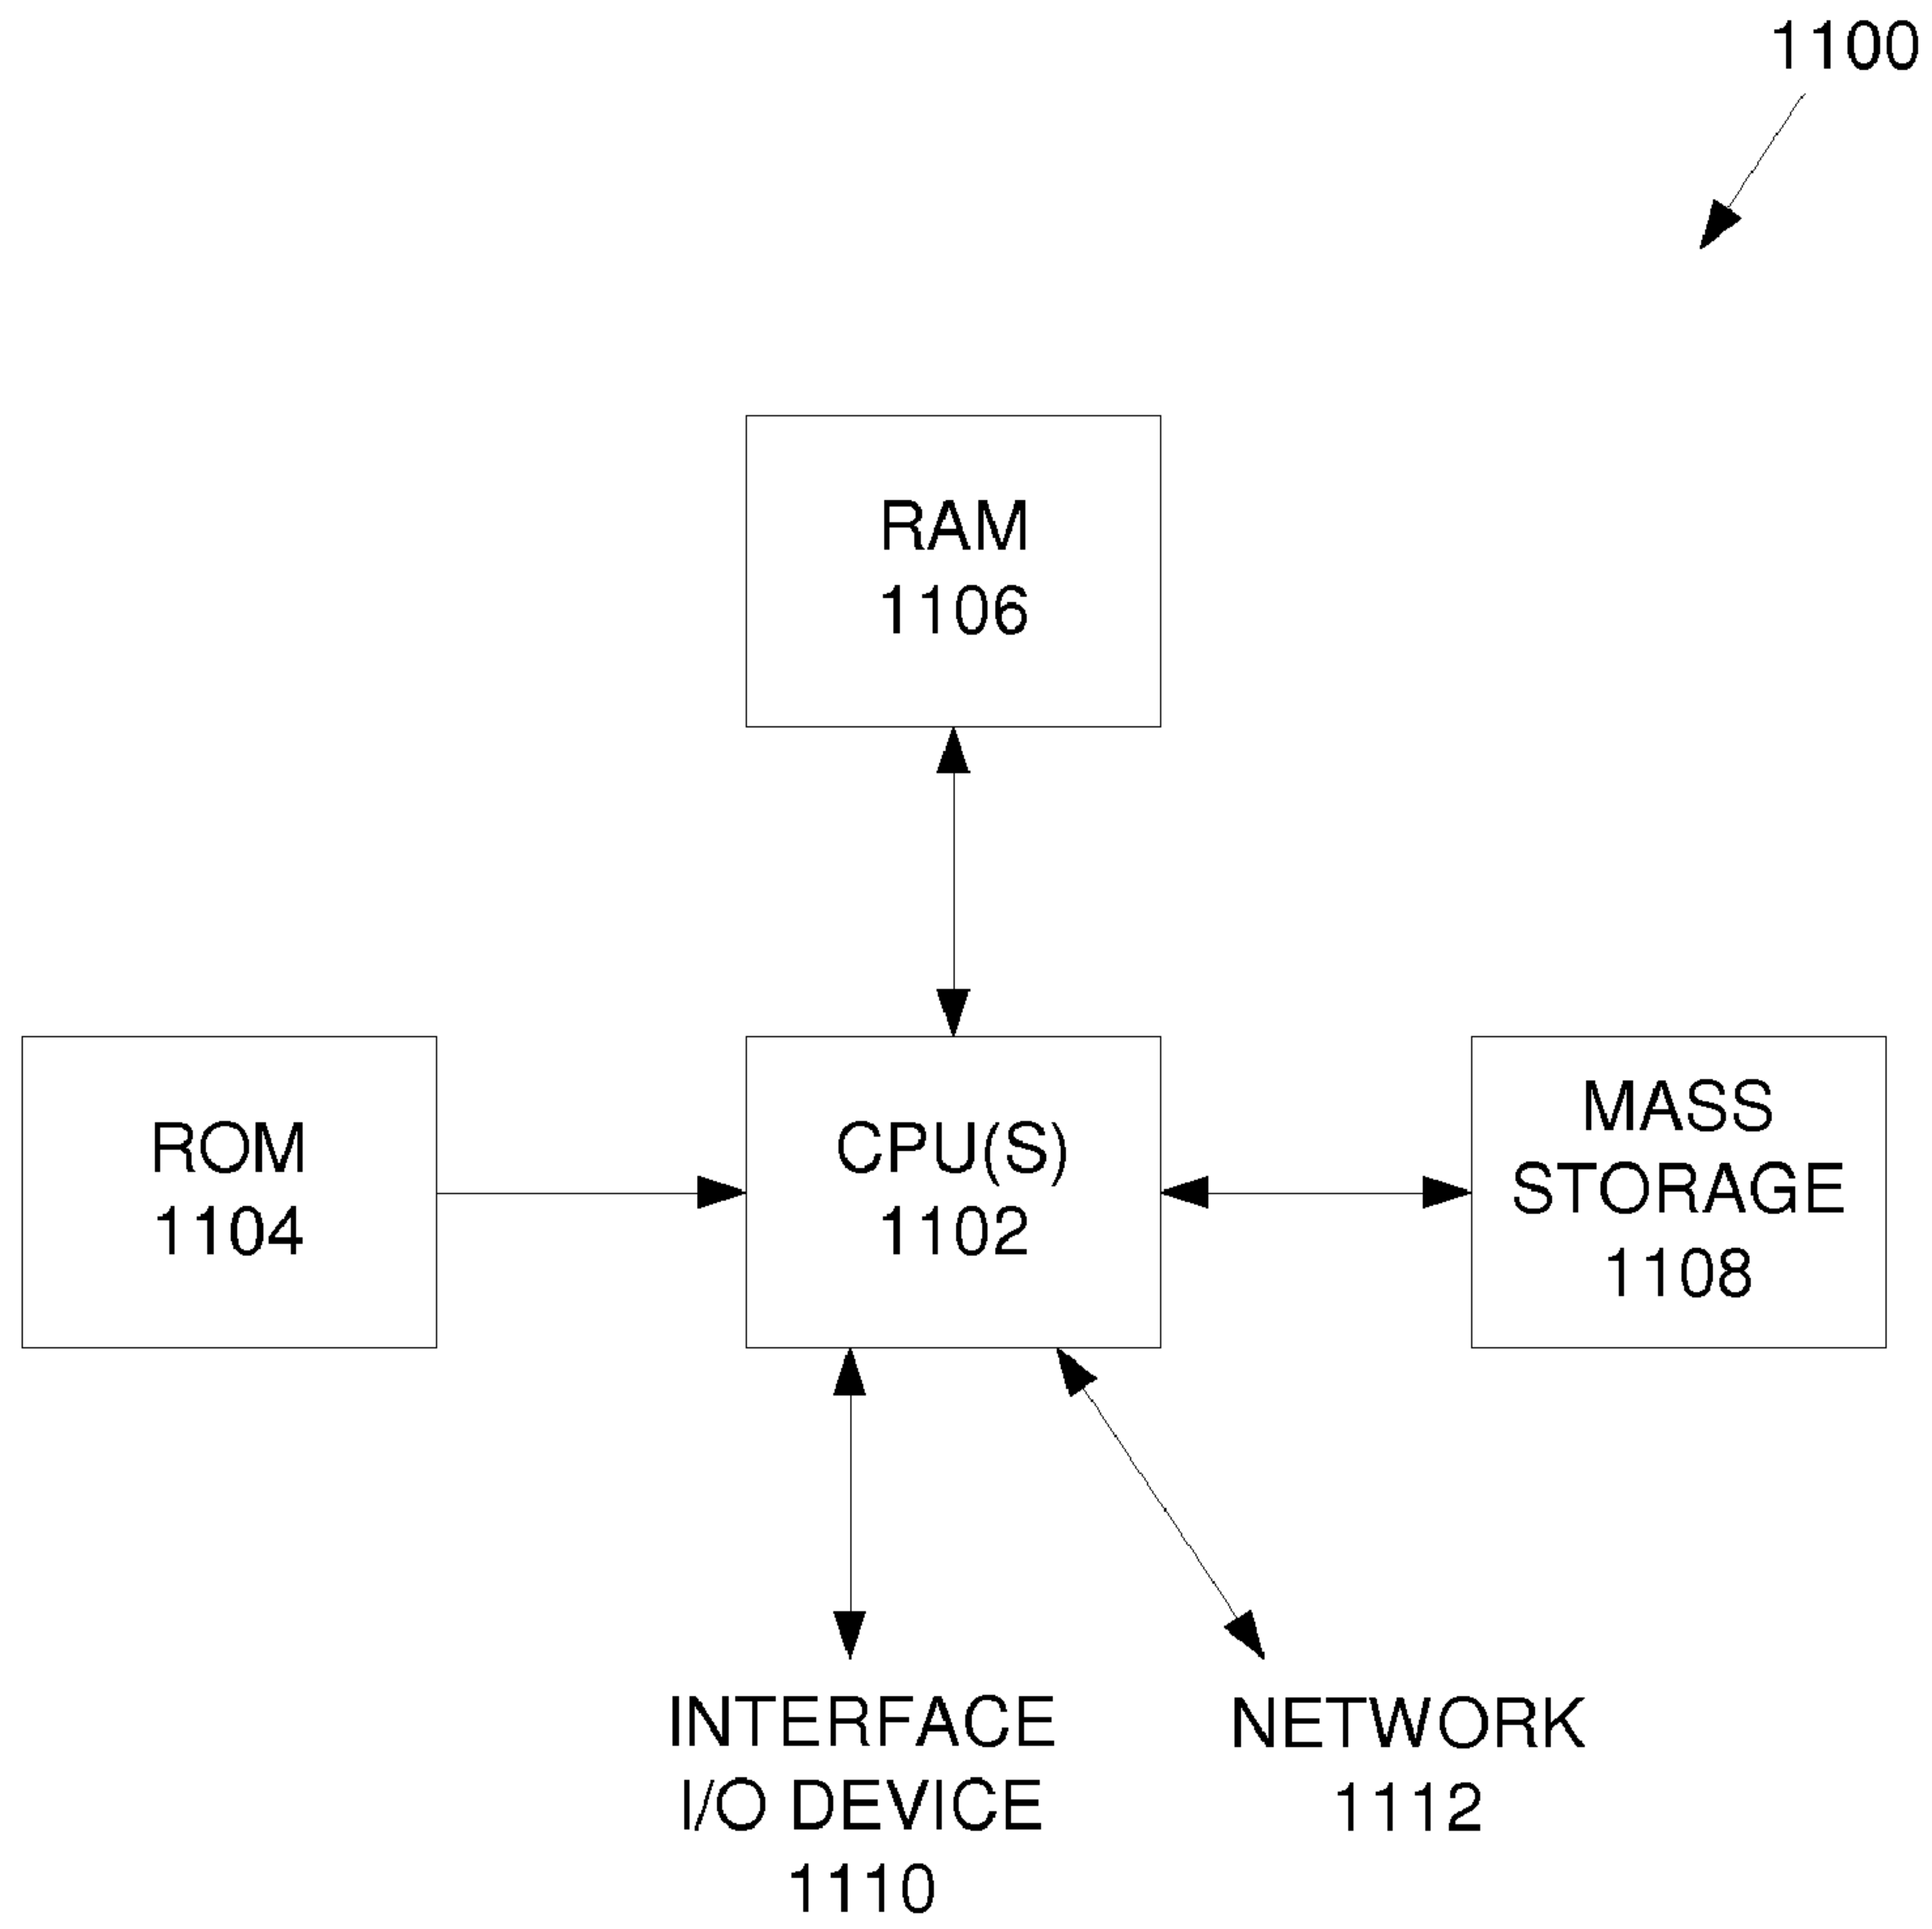 1100
RAM
1106
ROM
1104
CPU(S)
1102
MASS
STORAGE
1108
INTERFACE
I/O DEVICE
1110
NETWORK
1112